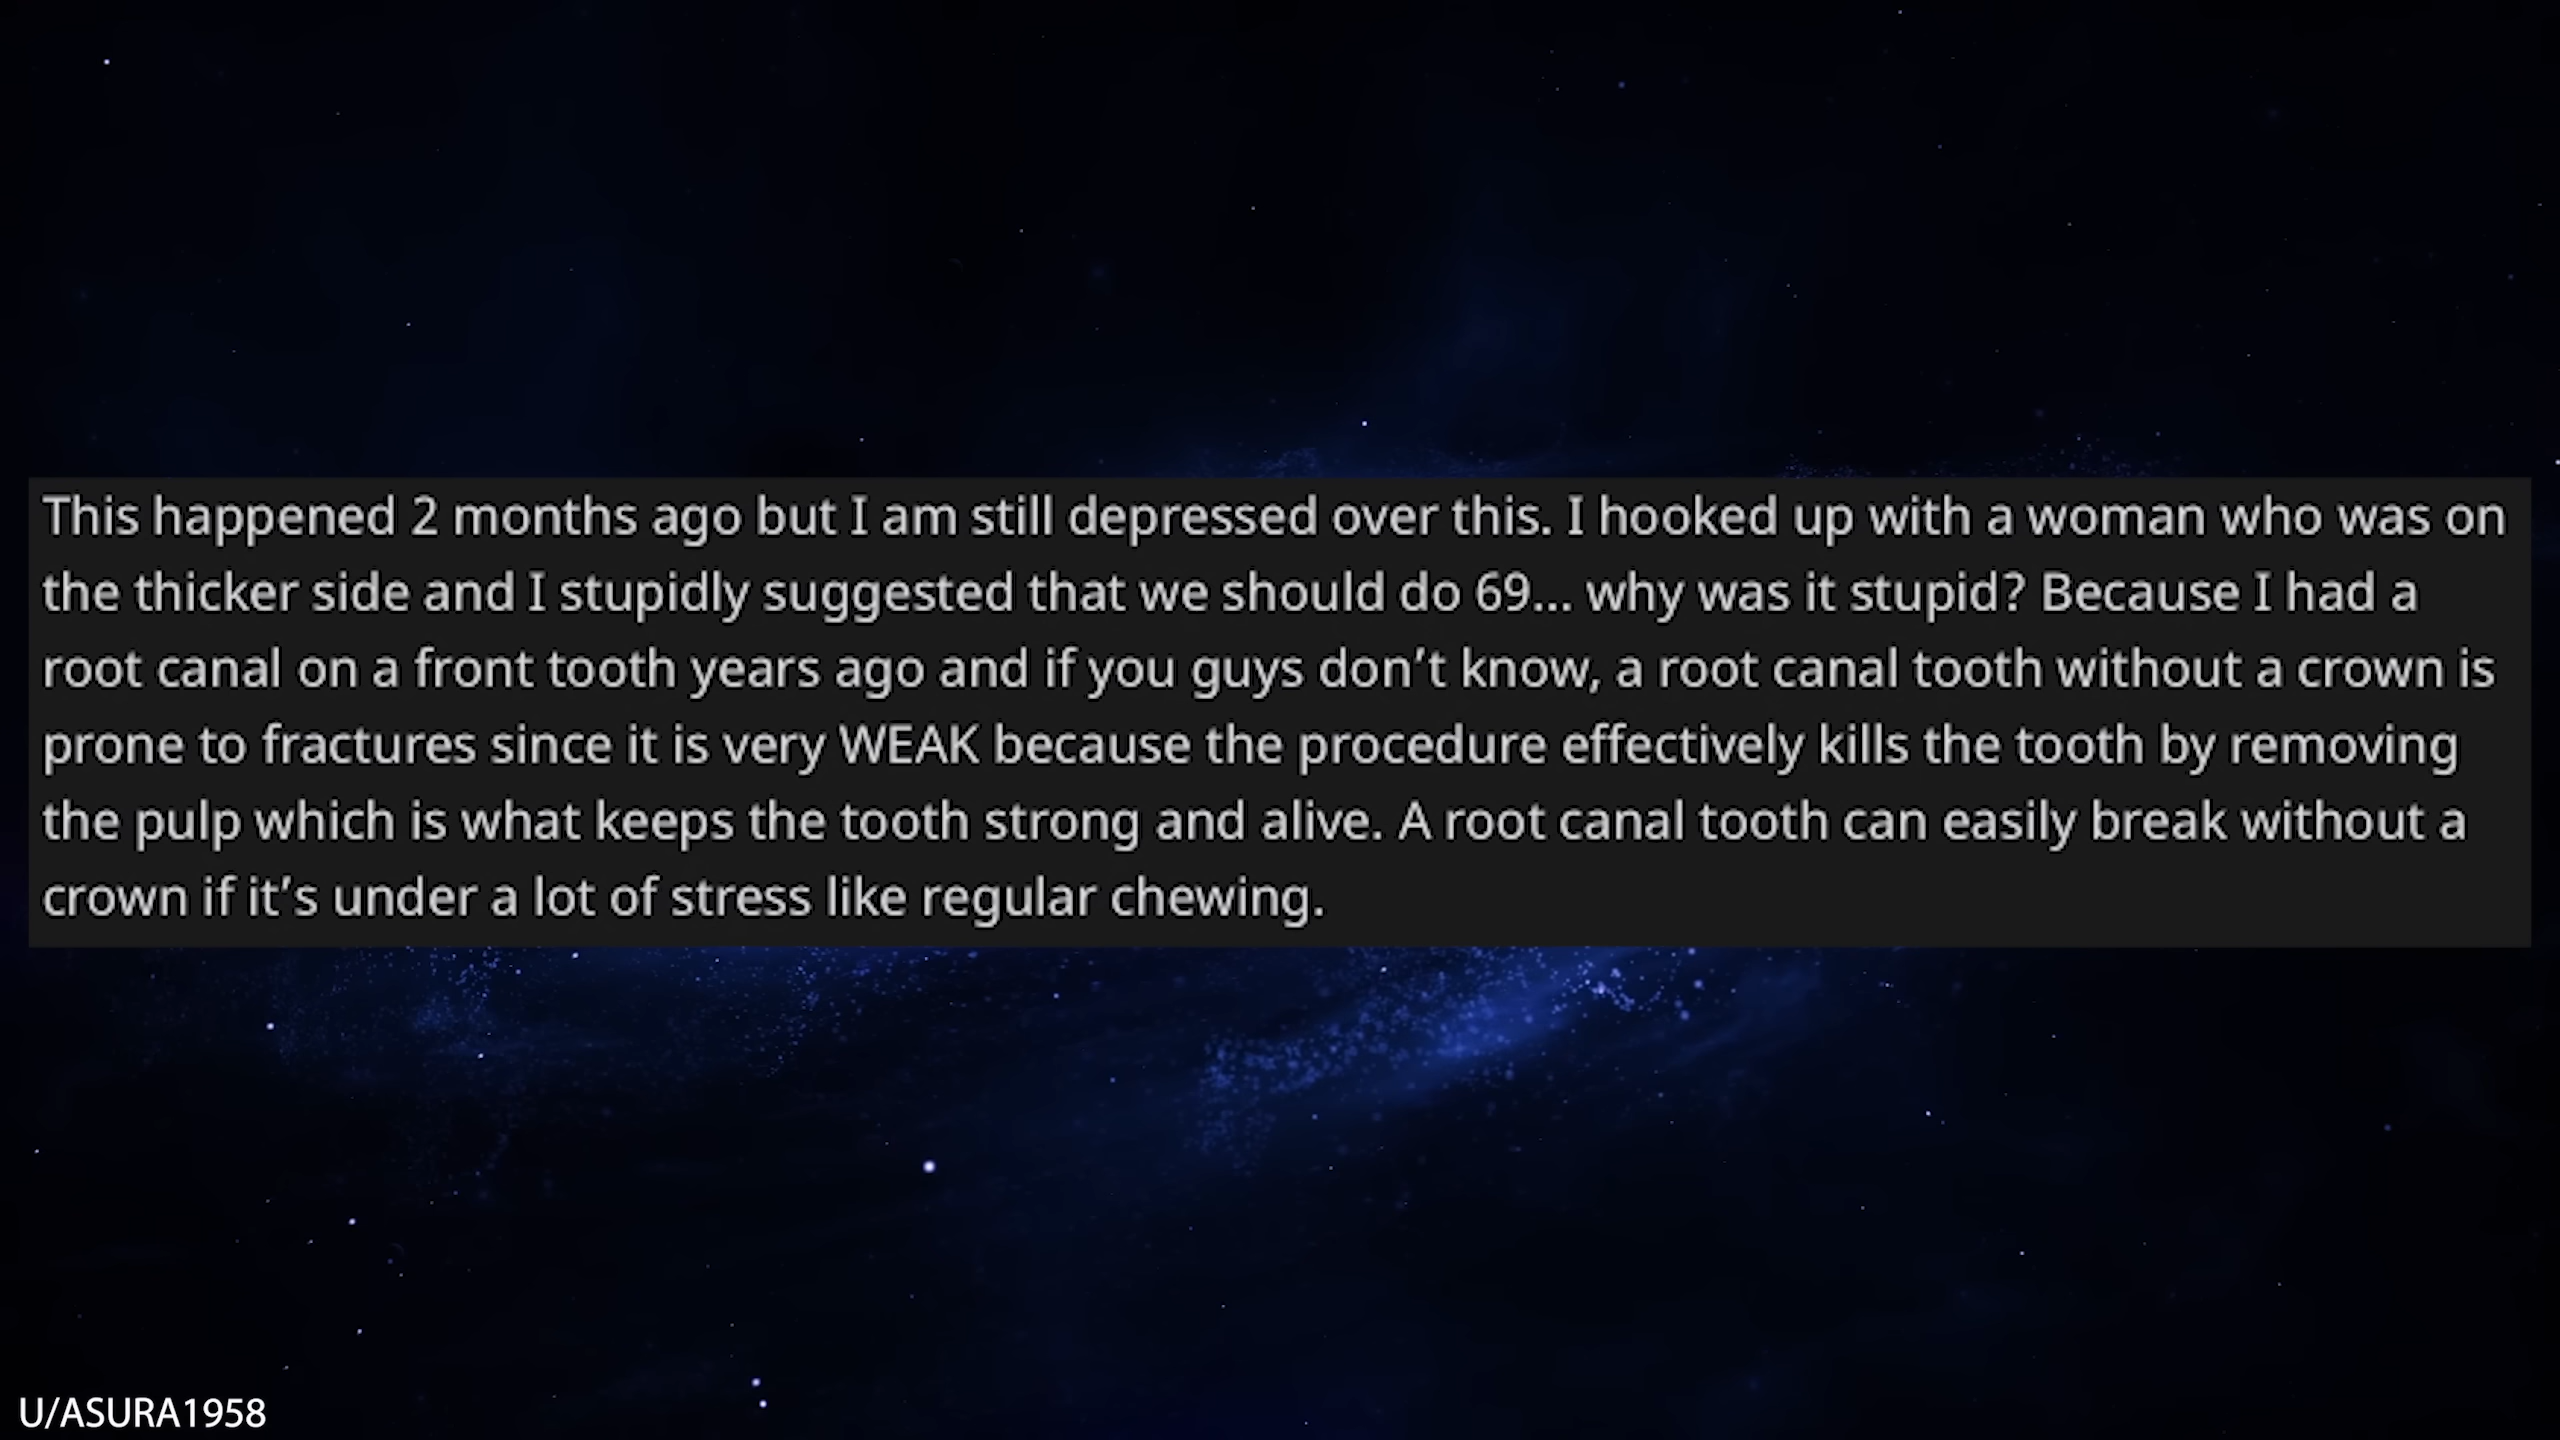 This happened 2 months ago but I am still depressed over this. I hooked up with a woman who was on
the thicker side and I stupidly suggested that we should do 69... why was it stupid? Because I had a
root canal on a front tooth years ago and if you guys don’t know, a root canal tooth without a crown is
prone to fractures since it is very WEAK because the procedure effectively kills the tooth by removing
the pulp which is what keeps the tooth strong and alive. A root canal tooth can easily break without a
crown if it’s under a lot of stress like regular chewing.
U/ASURA1958